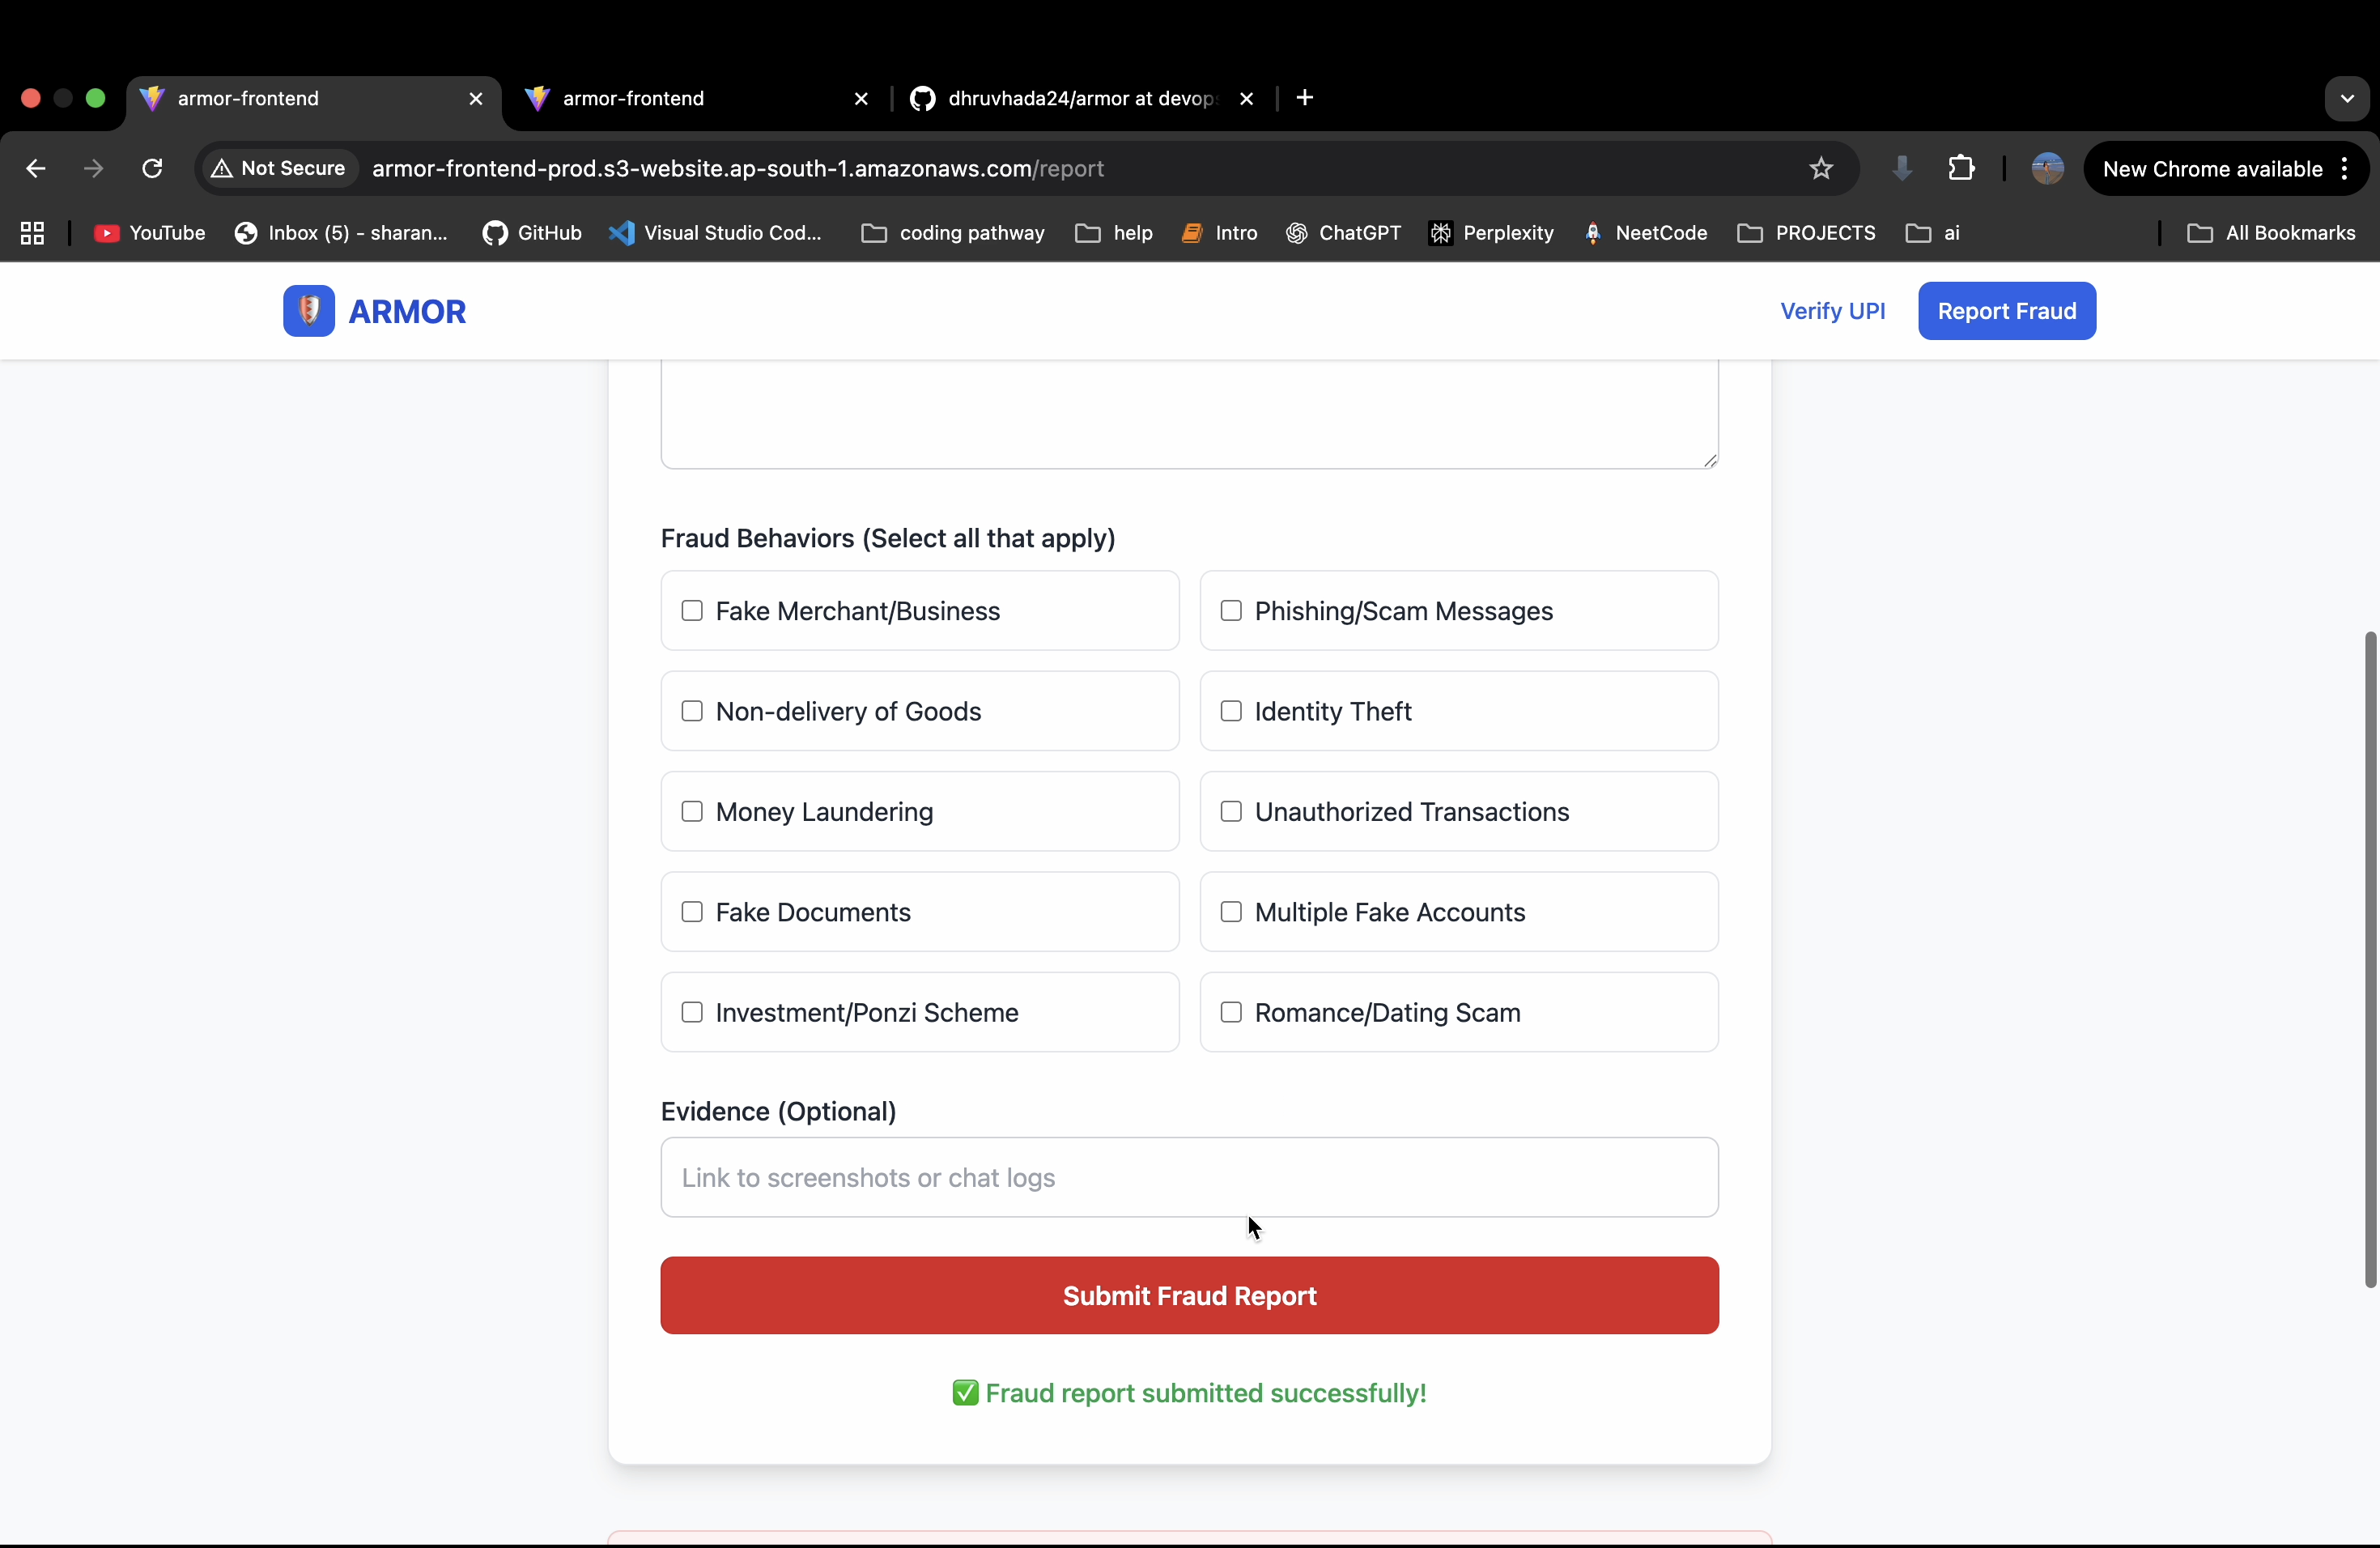 armor-frontend
armor-frontend
dhruvhada24/armor at devop
Not Secure armor-frontend-prod.s3-website.ap-south-1.amazonaws.com/report
New Chrome available
YouTube Inbox (5) - sharan... GitHub Visual Studio Cod... coding pathway help Intro ChatGPT Perplexity NeetCode PROJECTS ai All Bookmarks
ARMOR Verify UPI Report Fraud
Fraud Behaviors (Select all that apply)
Fake Merchant/Business Phishing/Scam Messages
Non-delivery of Goods Identity Theft
Money Laundering Unauthorized Transactions
Fake Documents Multiple Fake Accounts
Investment/Ponzi Scheme Romance/Dating Scam
Evidence (Optional)
Link to screenshots or chat logs
Submit Fraud Report
✅ Fraud report submitted successfully!